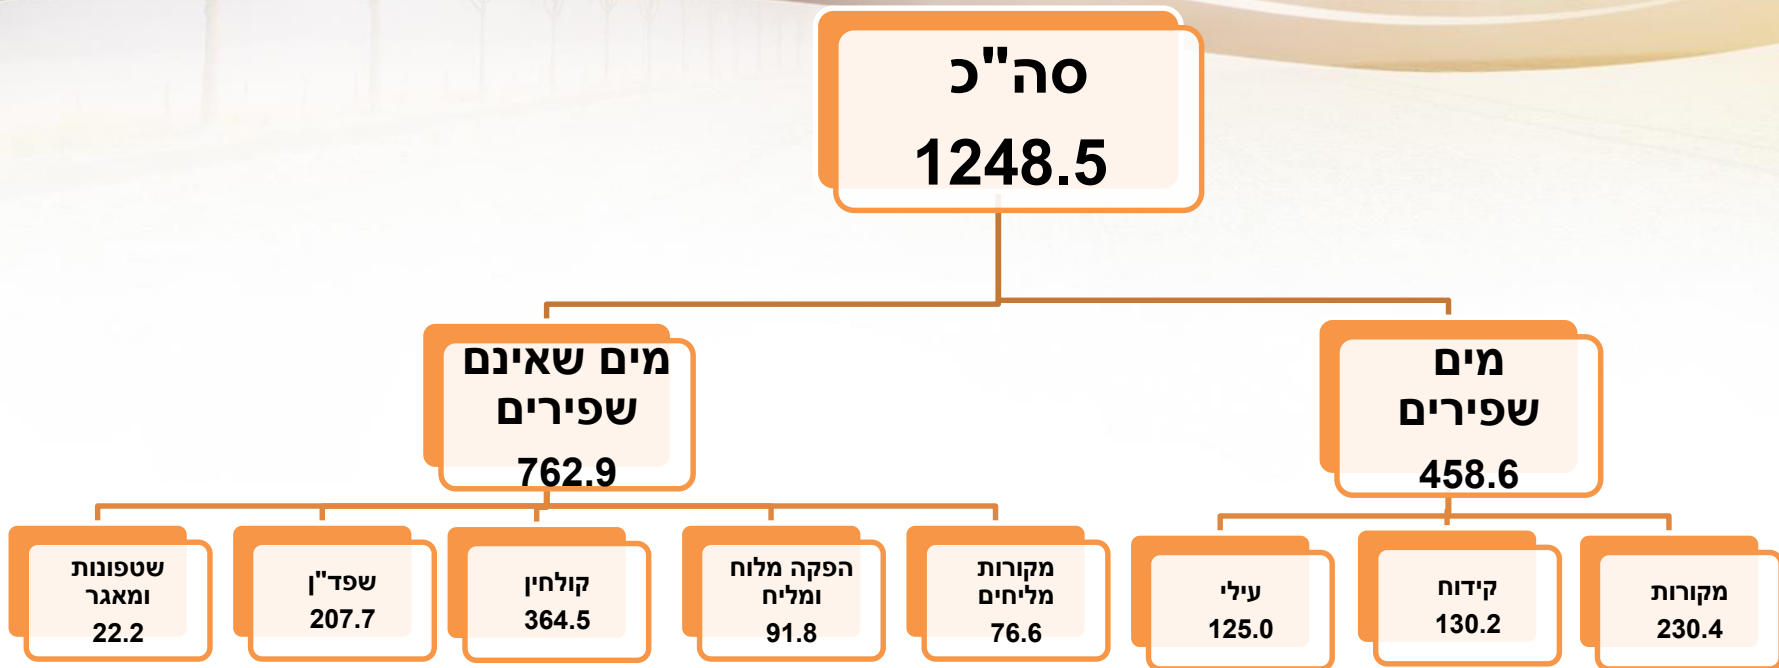 סה"כ
1248.5
מים
שפירים
458.6
מים שאינם
שפירים
762.9
מקורות
230.4
קידוח
130.2
עילי
125.0
מקורות
מליחים
76.6
הפקה מלוח
ומליח
91.8
קולחין
364.5
שפד"ן
207.7
שטפונות
ומאגר
22.2